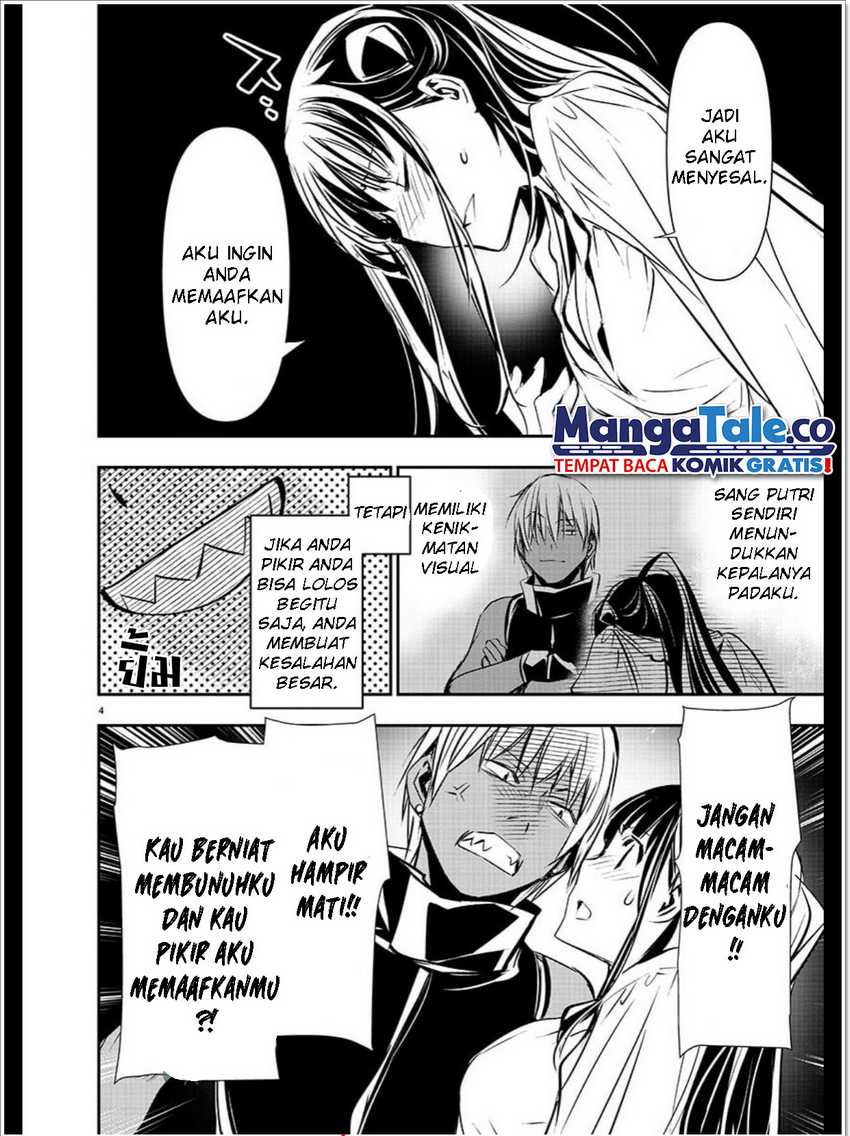 JADI
AKU
SANGAT
MENYESAL.
ズ..
AKU INGIN
ANDA
MEMAAFKAN
AKU.
MangaTale.co
TEMPAT BACA KOMIK GRATIS!
SANG PUTRI
SENDIRI
MENUN-
DUKKAN
KEPALANYA
PADAKU.
MEMILIKI
KENIK-
MATAN
VISUAL
TETAPI
JIKA ANDA
PIKIR ANDA
BISA LOLOS
BEGITU
SAJA, ANDA
MEMBUAT
KESALAHAN
BESAR.
ยิ้ม
4
JANGAN
MACAM-
MACAM
DENGANKU
!!
AKU
HAMPIR
MATI!!
KAU BERNIAT
MEMBUNUHKU
DAN KAU
PIKIR AKU
MEMAAFKANMU
?!